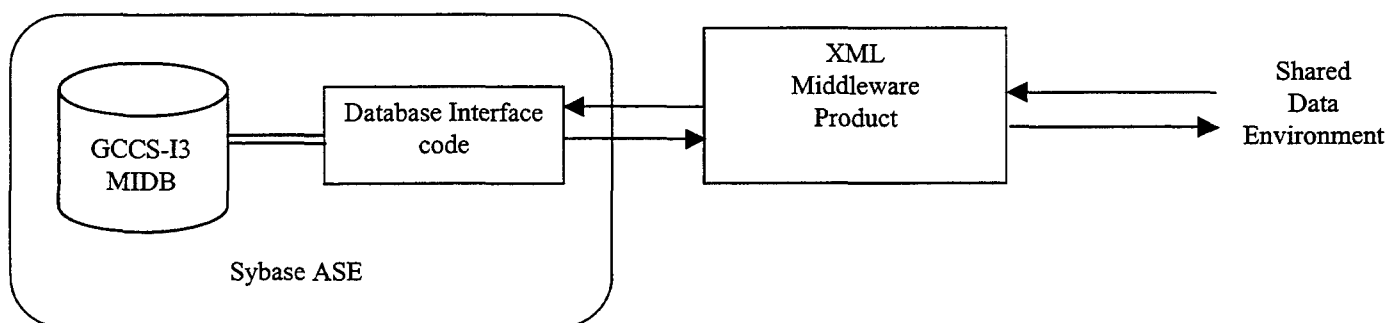 GCCS-I3
MIDB
Database Interface
code
Sybase ASE
XML
Middleware
Product
Shared
Data
Environment